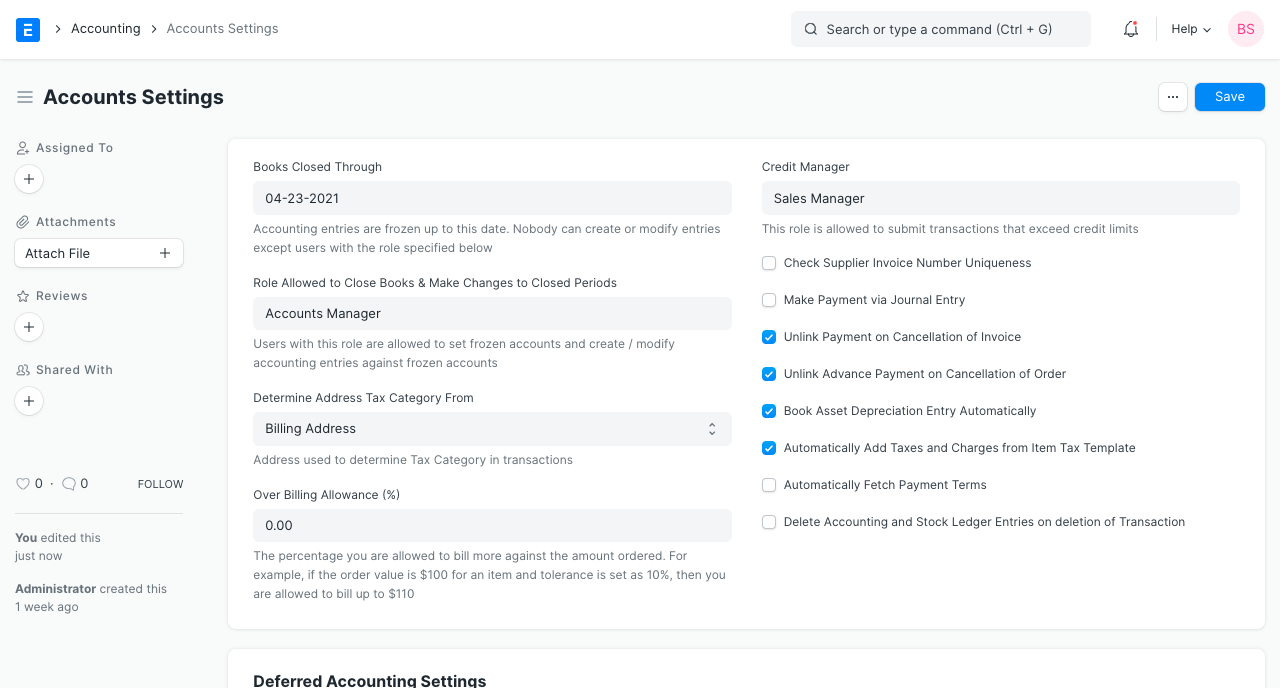 E
Accounting
Accounts Settings
Search or type a command (Ctrl + G)
Help
BS
Accounts Settings
···
Save
Assigned To
Attachments
Attach File
Reviews
Shared With
0 · 0
FOLLOW
You edited this
just now
Administrator created this
1 week ago
Books Closed Through
04-23-2021
Accounting entries are frozen up to this date. Nobody can create or modify entries
except users with the role specified below
Role Allowed to Close Books & Make Changes to Closed Periods
Accounts Manager
Users with this role are allowed to set frozen accounts and create / modify
accounting entries against frozen accounts
Determine Address Tax Category From
Billing Address
Address used to determine Tax Category in transactions
Over Billing Allowance (%)
0.00
The percentage you are allowed to bill more against the amount ordered. For
example, if the order value is $100 for an item and tolerance is set as 10%, then you
are allowed to bill up to $110
Credit Manager
Sales Manager
This role is allowed to submit transactions that exceed credit limits
Check Supplier Invoice Number Uniqueness
Make Payment via Journal Entry
Unlink Payment on Cancellation of Invoice
Unlink Advance Payment on Cancellation of Order
Book Asset Depreciation Entry Automatically
Automatically Add Taxes and Charges from Item Tax Template
Automatically Fetch Payment Terms
Delete Accounting and Stock Ledger Entries on deletion of Transaction
Deferred Accounting Settings